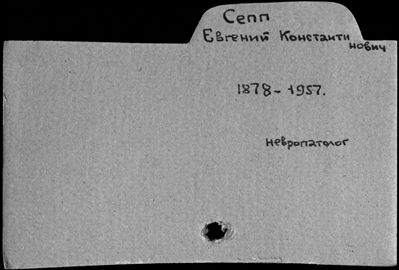 Сепп
Евгений Константи
нович
1878-1957.
невропатолог